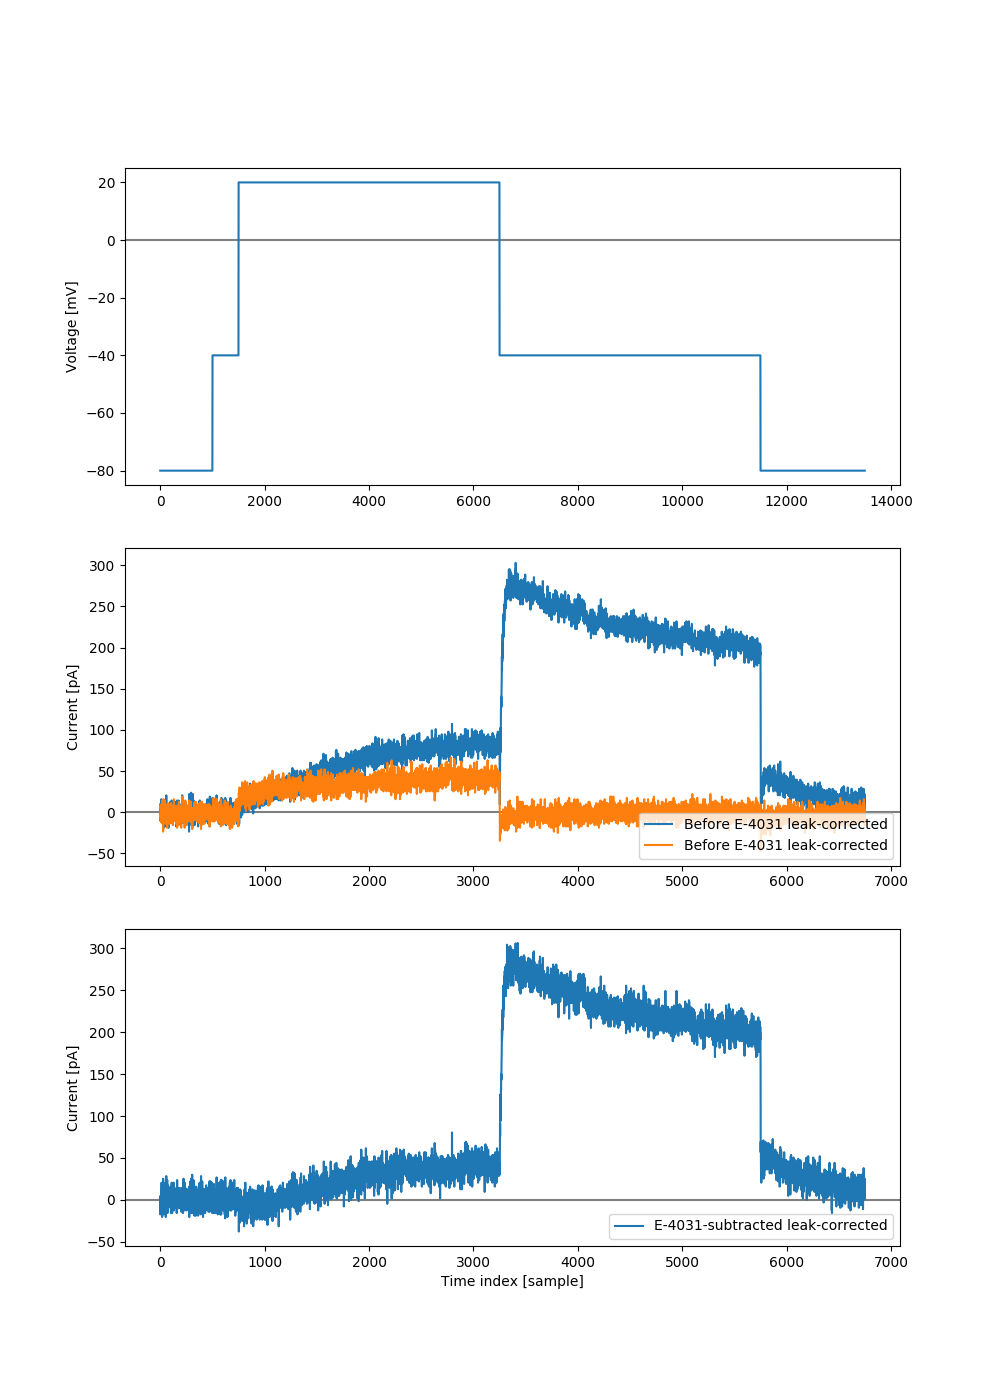 Voltage [mV]
20
0
−20
−40
−60
−80
0 2000 4000 6000 8000 10000 12000 14000
Current [pA]
300
250
200
150
100
50
0
−50
Before E-4031 leak-corrected
Before E-4031 leak-corrected
0 1000 2000 3000 4000 5000 6000 7000
Current [pA]
300
250
200
150
100
50
0
−50
E-4031-subtracted leak-corrected
0 1000 2000 3000 4000 5000 6000 7000
Time index [sample]